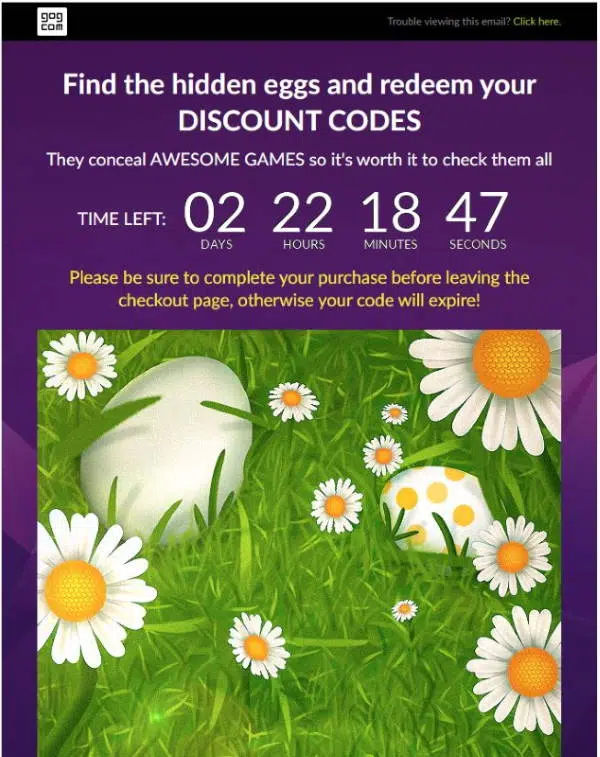 gog
com
Trouble viewing this email? Click here.
Find the hidden eggs and redeem your
DISCOUNT CODES
They conceal AWESOME GAMES so it's worth it to check them all
TIME LEFT: 02 22 18 47
DAYS HOURS MINUTES SECONDS
Please be sure to complete your purchase before leaving the
checkout page, otherwise your code will expire!